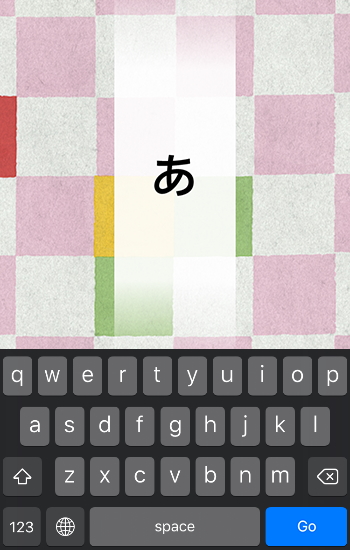 あ
q w e r t y u i o p
a s d f g h j k l
z x c v b n m
123 space Go